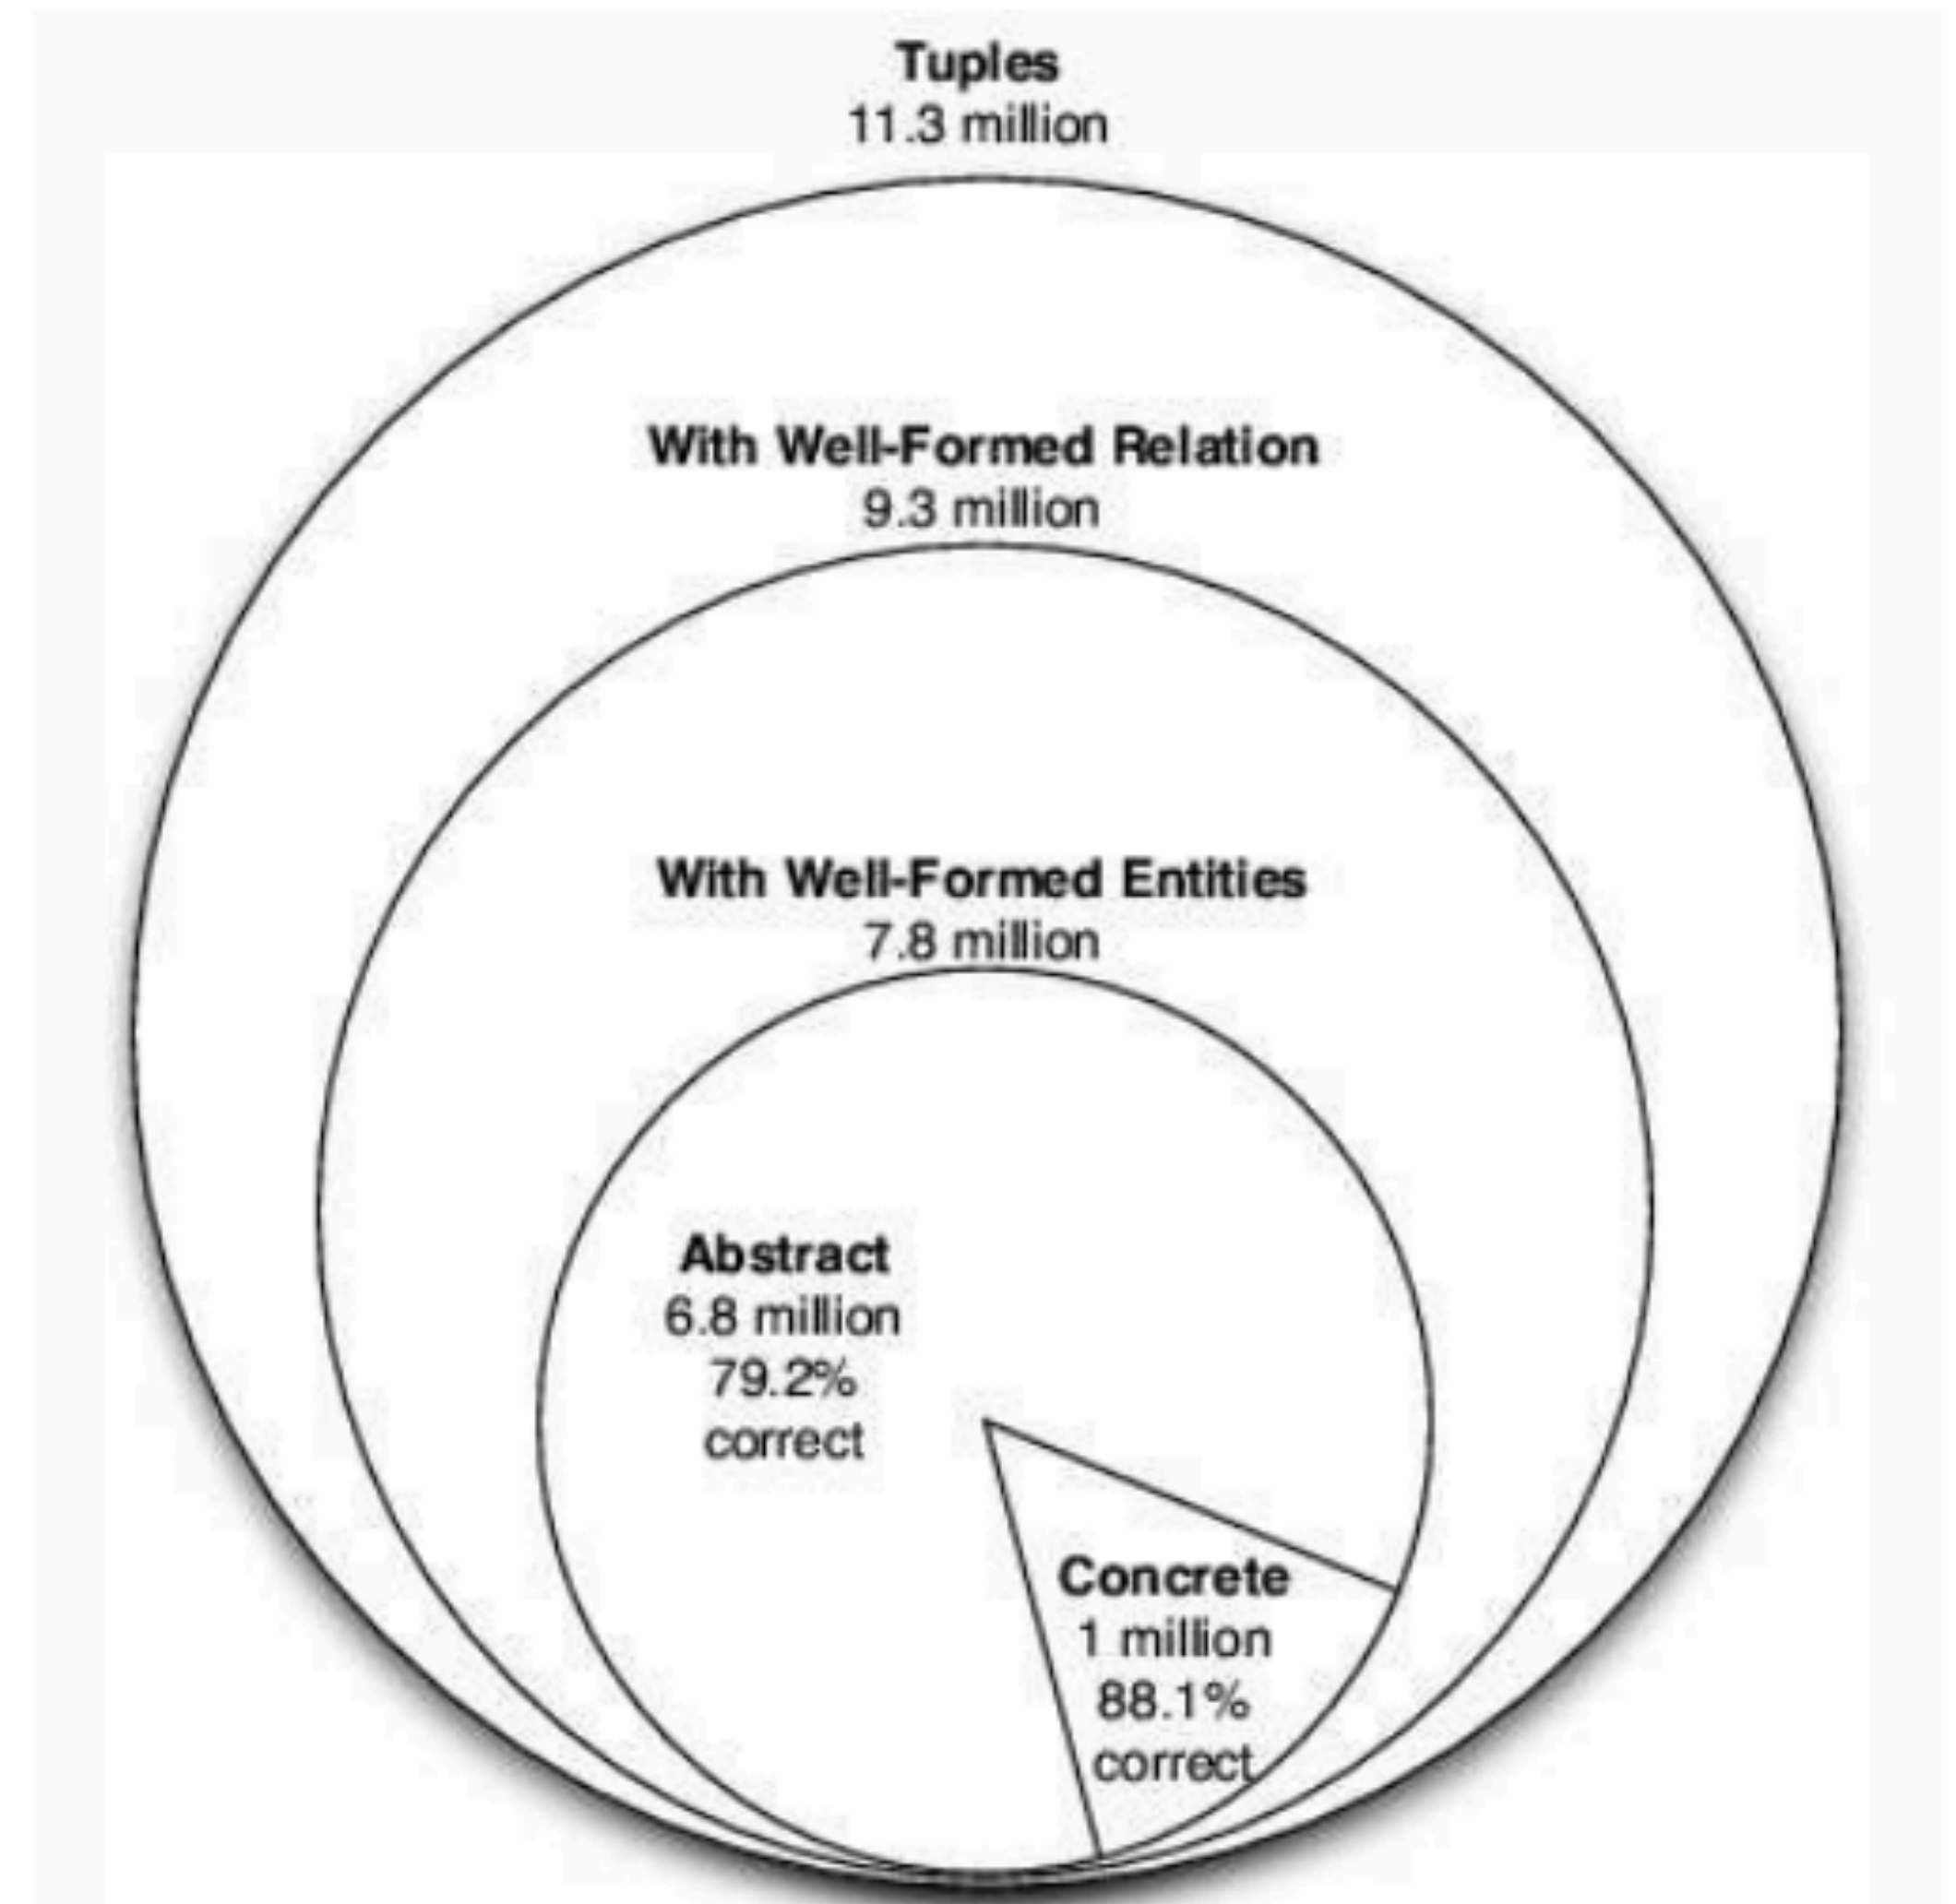 Tuples
11.3 million
With Well-Formed Relation
9.3 million
With Well-Formed Entities
7.8 million
Abstract
6.8 million
79.2%
correct
Concrete
1 million
88.1%
correct